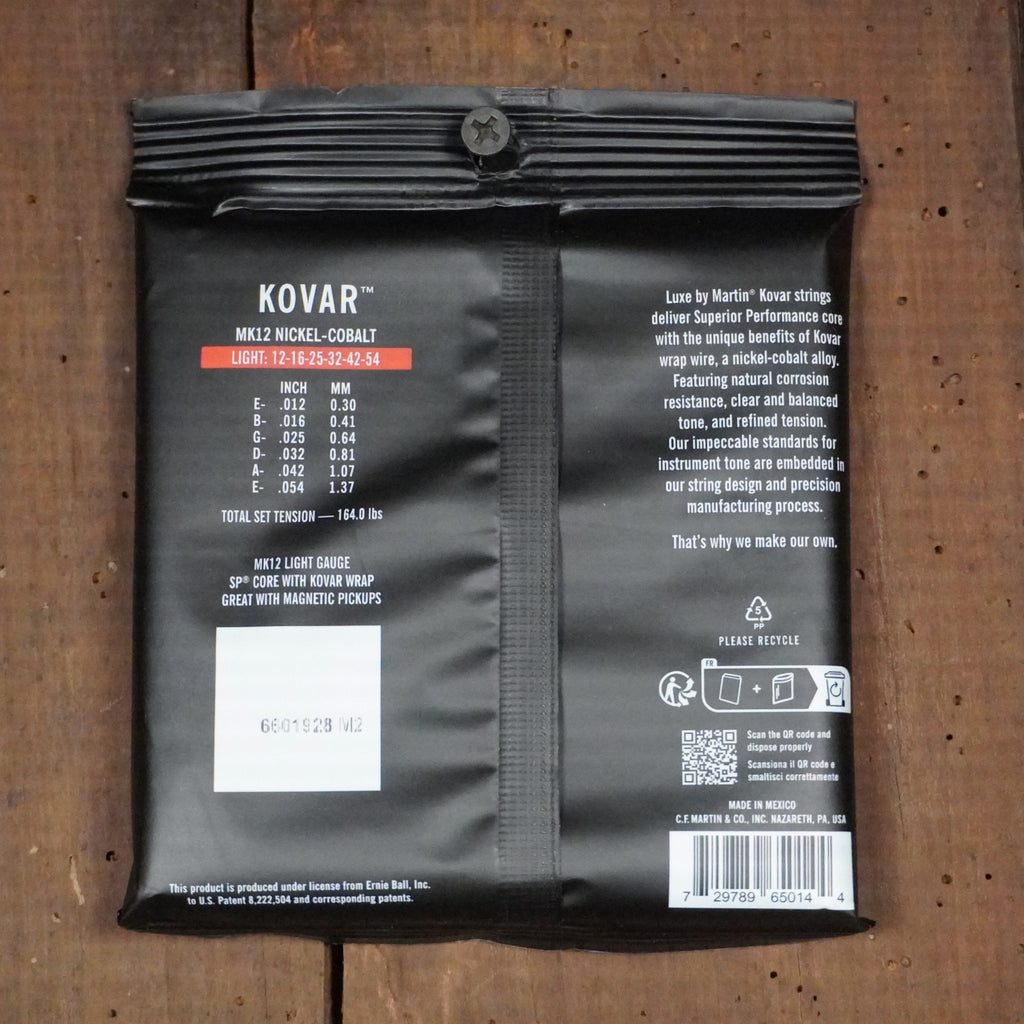 KOVAR™
MK12 NICKEL-COBALT
LIGHT: 12-16-25-32-42-54
INCH MM
E- .012 0.30
B- .016 0.41
G- .025 0.64
D- .032 0.81
A- .042 1.07
E- .054 1.37
TOTAL SET TENSION — 164.0 lbs
MK12 LIGHT GAUGE
SP® CORE WITH KOVAR WRAP
GREAT WITH MAGNETIC PICKUPS
6601928 M2
This product is produced under license from Ernie Ball, Inc.
to U.S. Patent 8,222,504 and corresponding patents.
Luxe by Martin® Kovar strings
deliver Superior Performance core
with the unique benefits of Kovar
wrap wire, a nickel-cobalt alloy.
Featuring natural corrosion
resistance, clear and balanced
tone, and refined tension.
Our impeccable standards for
instrument tone are embedded in
our string design and precision
manufacturing process.
That's why we make our own.
5
PP
PLEASE RECYCLE
FR
+
Scan the QR code and
dispose properly
Scansiona il QR code e
smaltisci correttamente
MADE IN MEXICO
C.F. MARTIN & CO., INC. NAZARETH, PA, USA
7 29789 65014 4